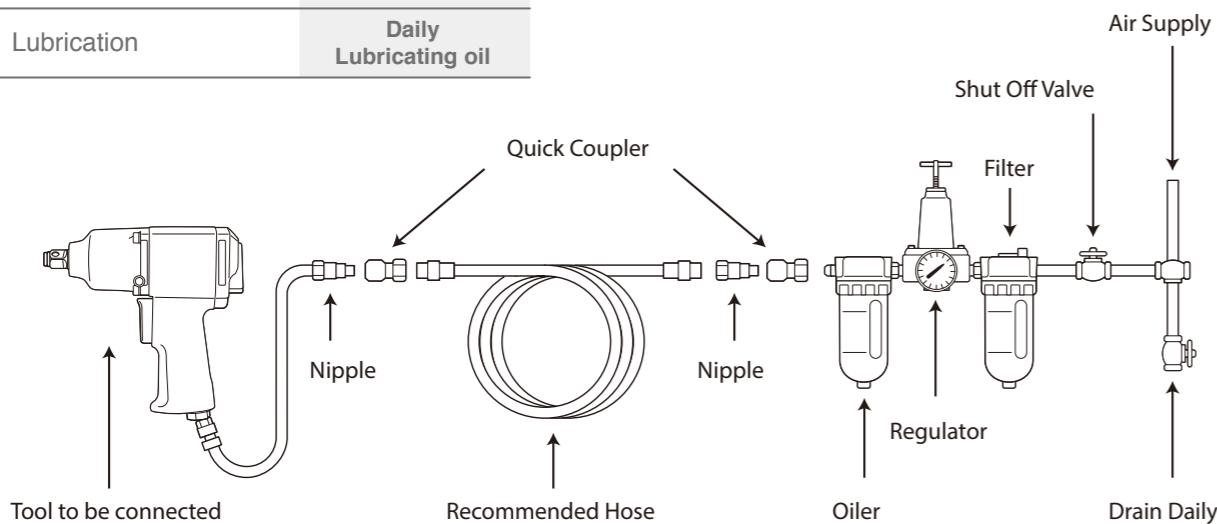 Lubrication
Daily
Lubricating oil
Air Supply
Shut Off Valve
Quick Coupler
Filter
Nipple
Nipple
Regulator
Tool to be connected
Recommended Hose
Oiler
Drain Daily